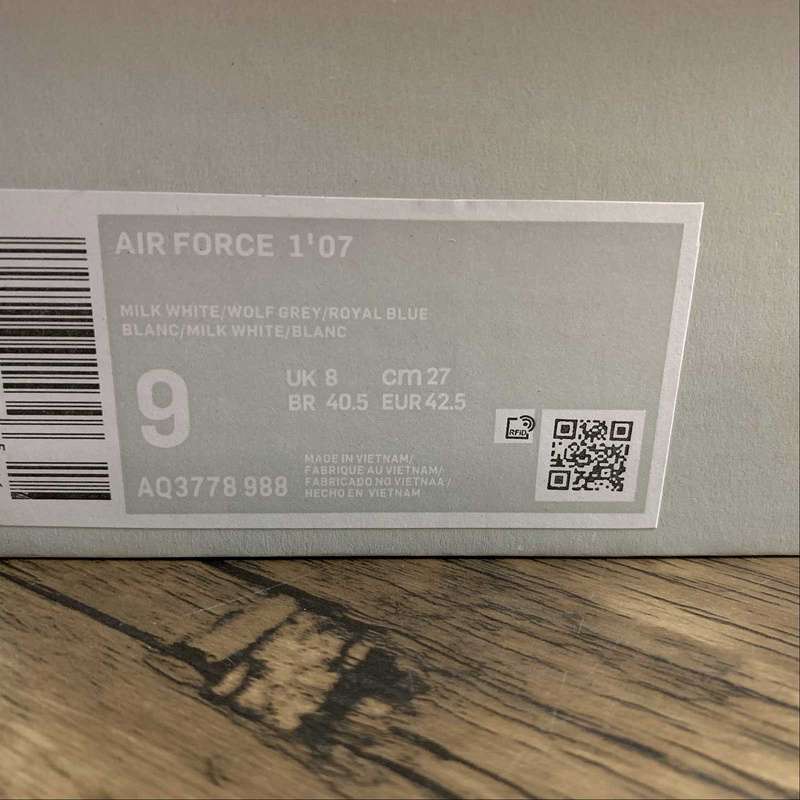 AIR FORCE 1'07
MILK WHITE/WOLF GREY/ROYAL BLUE
BLANC/MILK WHITE/BLANC
9
UK 8 cm 27
BR 40.5 EUR 42.5
RFID
MADE IN VIETNAM/
FABRIQUE AU VIETNAM/
FABRICADO NO VIETNAA/
HECHO EN VIETNAM
AQ3778 988